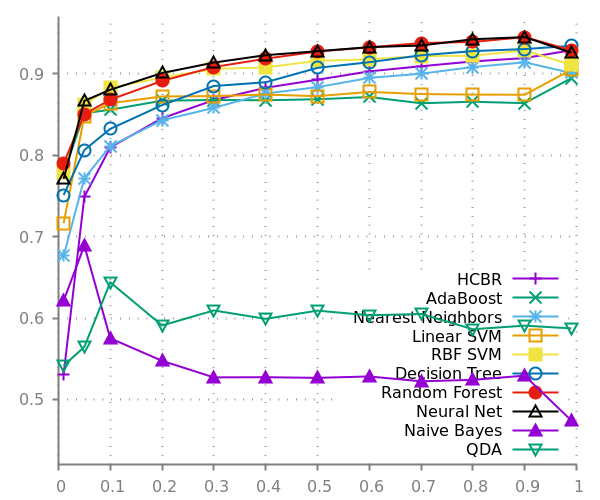 0.9
0.8
0.7
0.6
0.5
HCBR
AdaBoost
Nearest Neighbors
Linear SVM
RBF SVM
Decision Tree
Random Forest
Neural Net
Naive Bayes
QDA
0 0.1 0.2 0.3 0.4 0.5 0.6 0.7 0.8 0.9 1